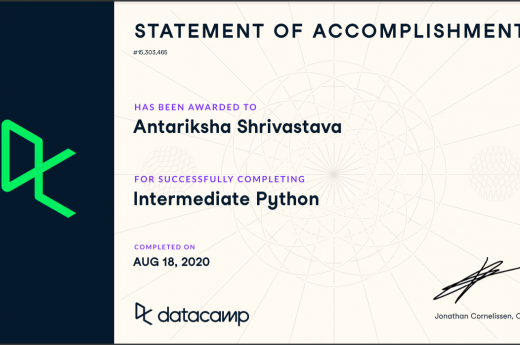 STATEMENT OF ACCOMPLISHMENT
#15,303,466
HAS BEEN AWARDED TO
Antariksha Shrivastava
FOR SUCCESSFULLY COMPLETING
Intermediate Python
COMPLETED ON
AUG 18, 2020
datacamp
Jonathan Cornelissen, C